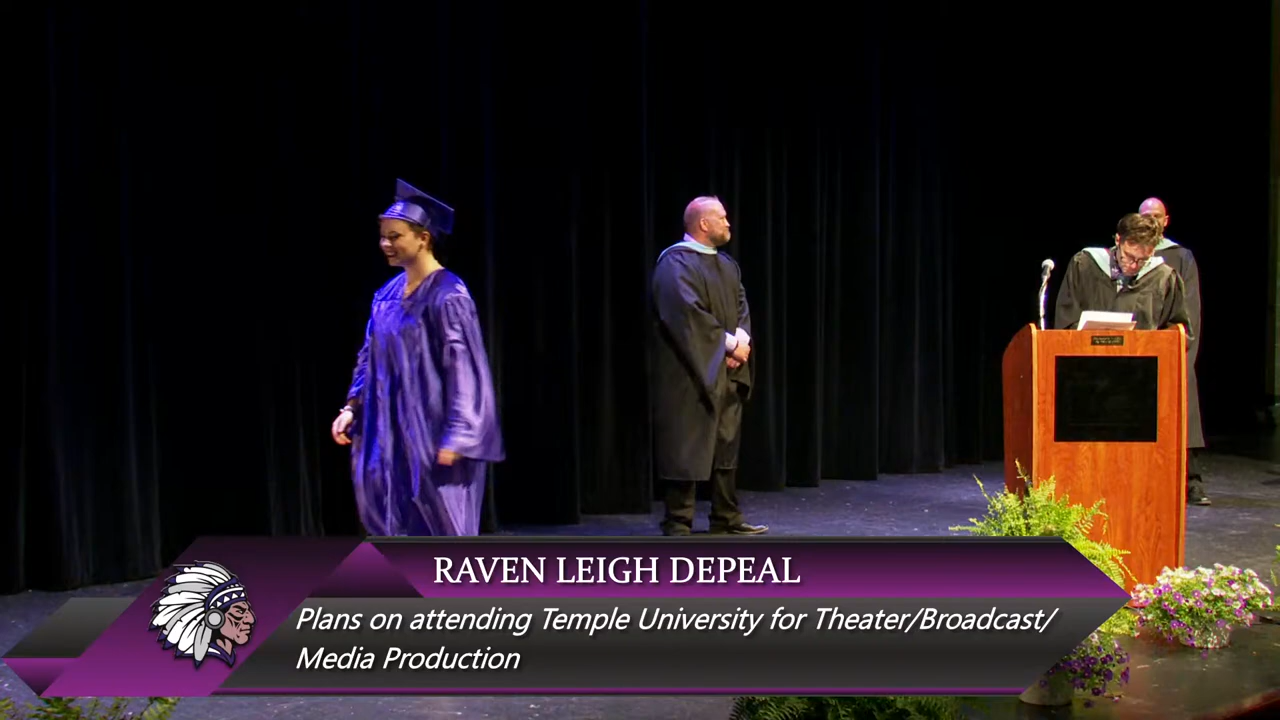 RAVEN LEIGH DEPEAL
Plans on attending Temple University for Theater/Broadcast/
Media Production